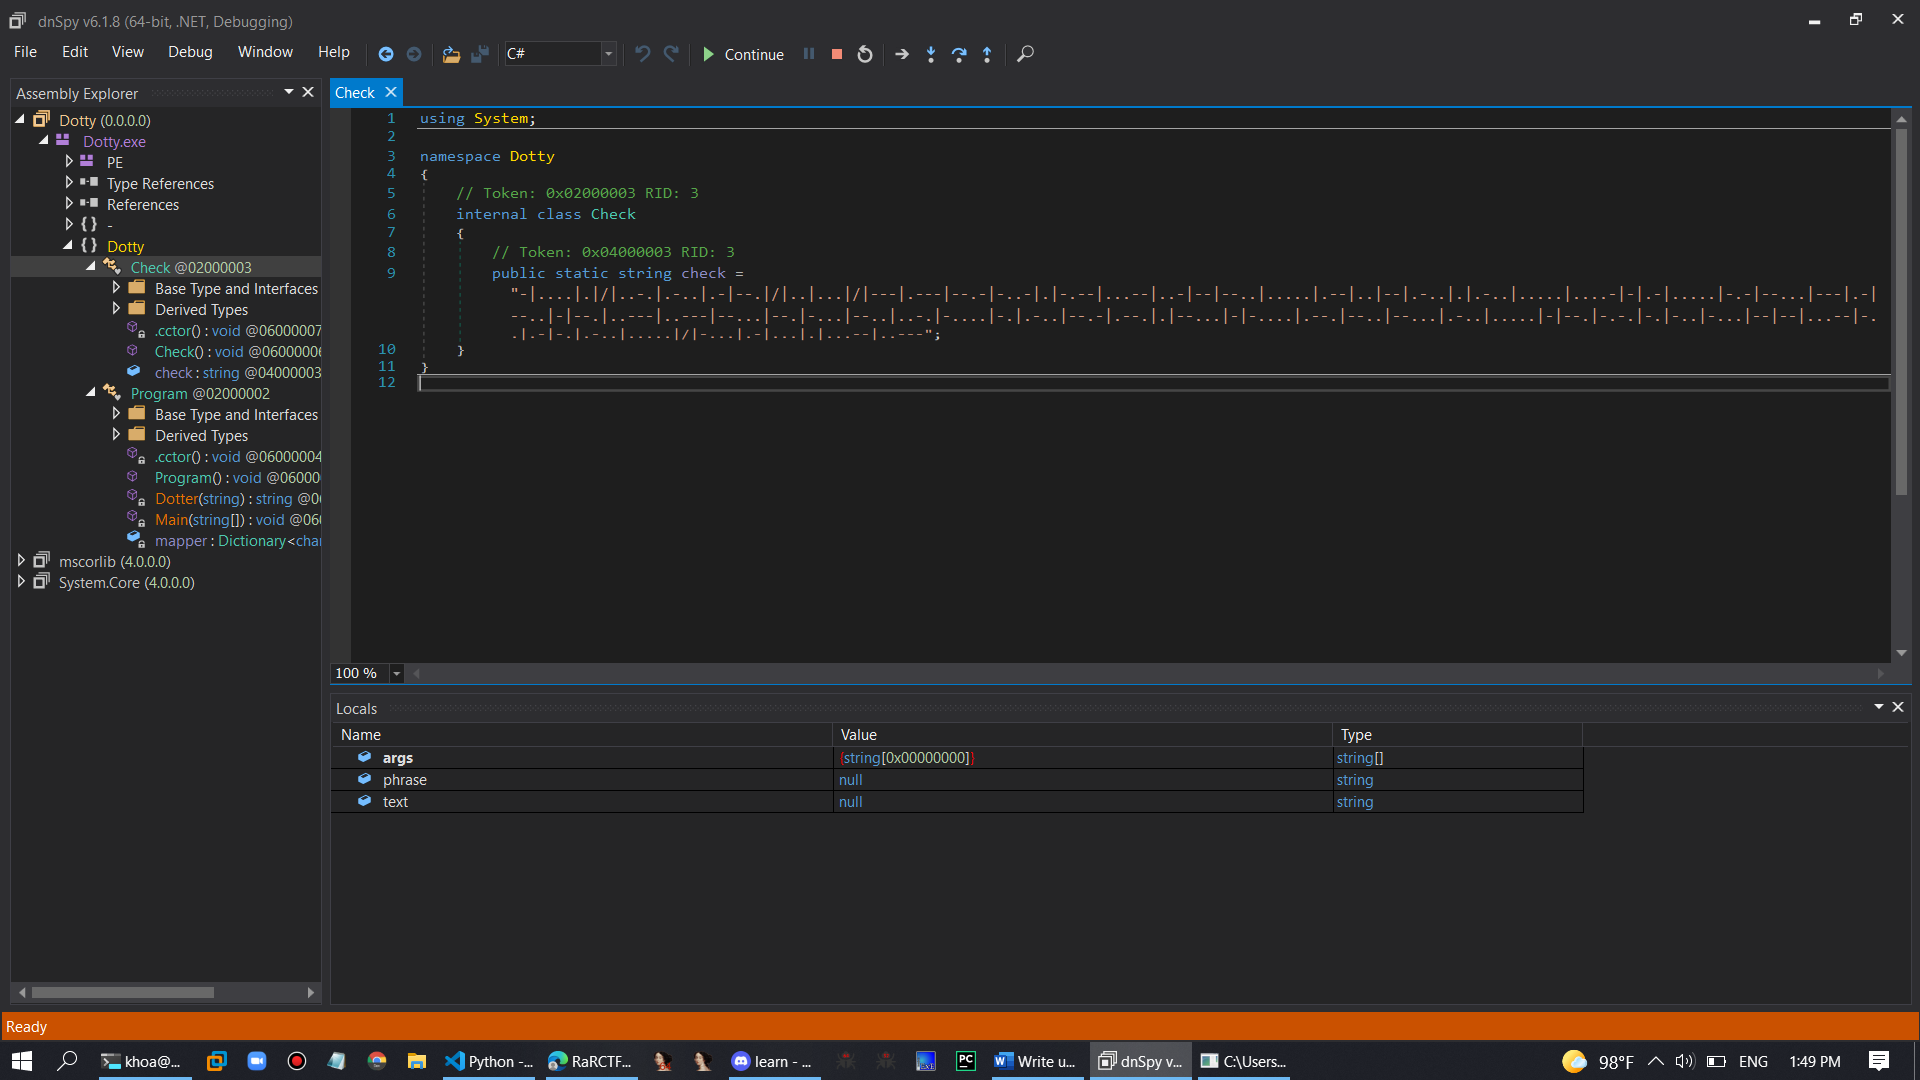 dnSpy v6.1.8 (64-bit, .NET, Debugging)
File Edit View Debug Window Help C# Continue
Assembly Explorer
Check
Dotty (0.0.0.0)
Dotty.exe
PE
Type References
References
{ } -
{ } Dotty
Check @02000003
Base Type and Interfaces
Derived Types
.cctor() : void @06000007
Check() : void @06000006
check : string @04000003
Program @02000002
Base Type and Interfaces
Derived Types
.cctor() : void @06000004
Program() : void @06000
Dotter(string) : string @0
Main(string[]) : void @06
mapper : Dictionary<cha
mscorlib (4.0.0.0)
System.Core (4.0.0.0)
1 using System;
2
3 namespace Dotty
4 {
5 // Token: 0x02000003 RID: 3
6 internal class Check
7 {
8 // Token: 0x04000003 RID: 3
9 public static string check =
"-|....|.|/|..-.|.-..|.-|--.|/|..|...|/|---|.---|--.-|-...-|.|-.--|...--|..-|--|--..|.....|.--|..|--|.-..|.|.-..|.....|....-|-|.-|.....|-.-|--...|---|.-|
10 }
11 }
12
100 %
Locals
Name Value Type
args {string[0x00000000]} string[]
phrase null string
text null string
Ready
khoa@...
Python -...
RaRCTF...
learn - ...
Write u...
dnSpy v...
C:\Users...
98°F
ENG
1:49 PM